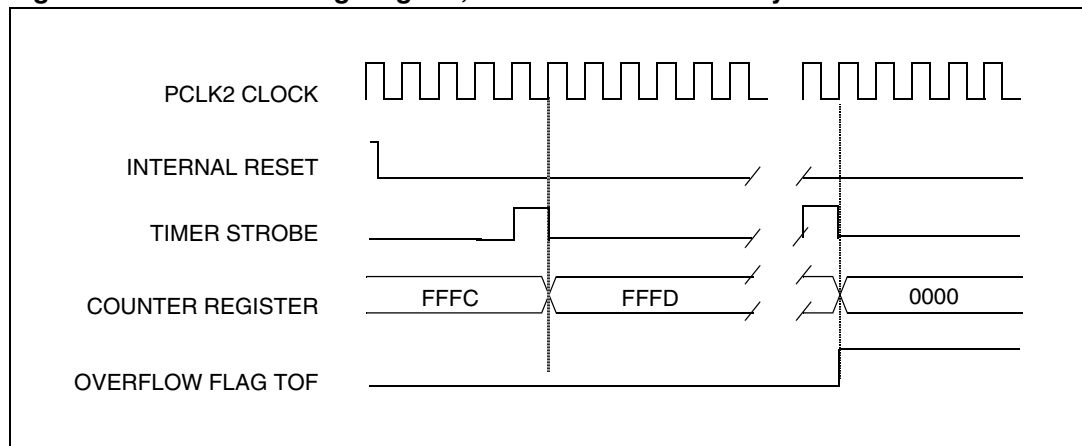 PCLK2 CLOCK
INTERNAL RESET
TIMER STROBE
COUNTER REGISTER FFFC FFFD 0000
OVERFLOW FLAG TOF